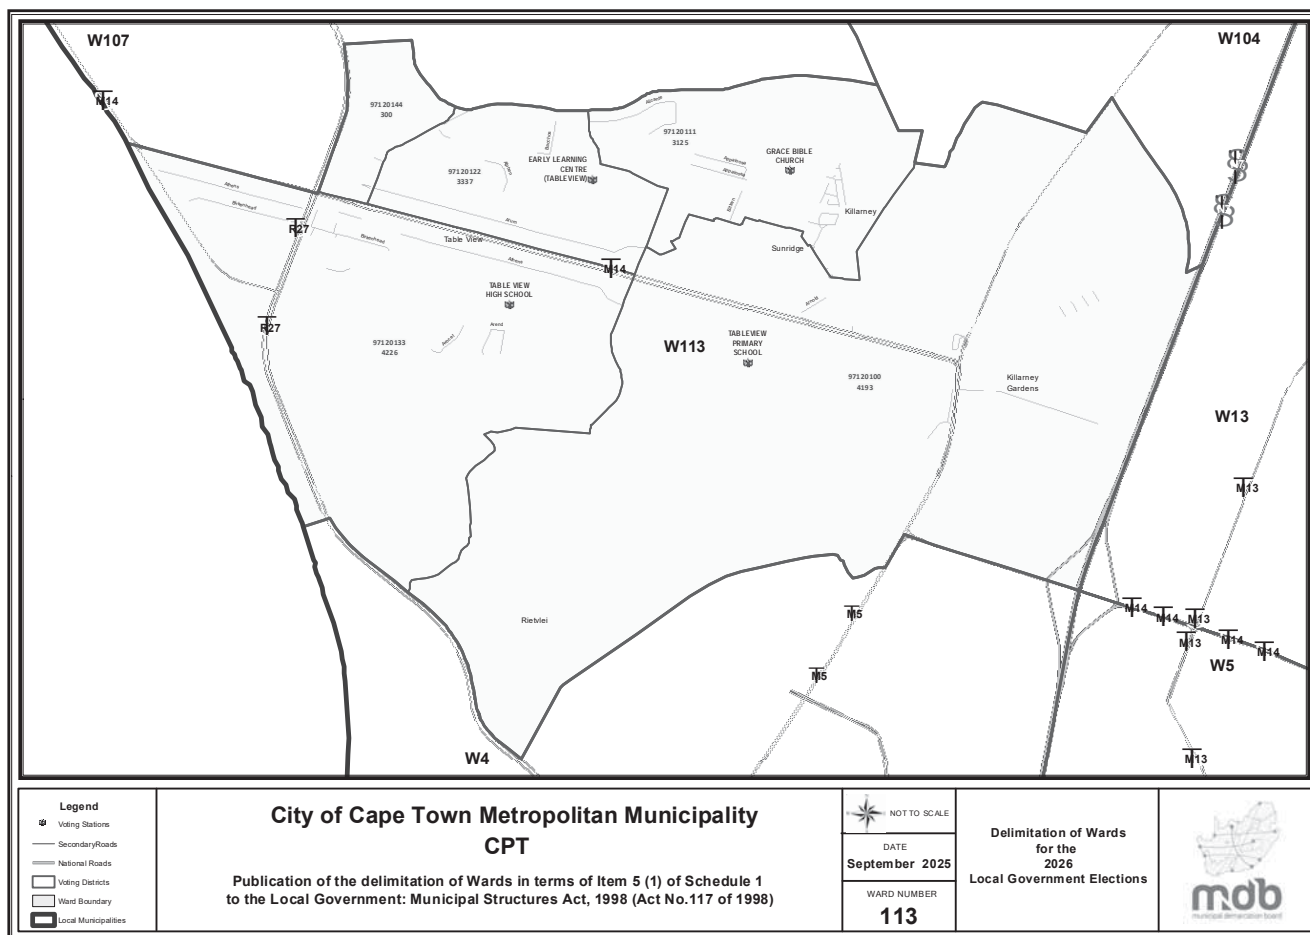 W107
W104
M14
97120144
300
97120111
3125
EARLY LEARNING
CENTRE
(TABLEVIEW)
GRACE BIBLE
CHURCH
97120122
3337
Killarney
R27
Table View
Sunridge
M14
TABLE VIEW
HIGH SCHOOL
R27
97120133
4226
W113
TABLEVIEW
PRIMARY
SCHOOL
97120100
4193
Killarney
Gardens
W13
M13
Rietvlei
M5
M14
M14
M13
M13
M14
M14
W5
M5
W4
M13
Legend
Voting Stations
SecondaryRoads
National Roads
Voting Districts
Ward Boundary
Local Municipalities
City of Cape Town Metropolitan Municipality
CPT
Publication of the delimitation of Wards in terms of Item 5 (1) of Schedule 1
to the Local Government: Municipal Structures Act, 1998 (Act No.117 of 1998)
NOT TO SCALE
DATE
September 2025
WARD NUMBER
113
Delimitation of Wards
for the
2026
Local Government Elections
mdb
municipal demarcation board